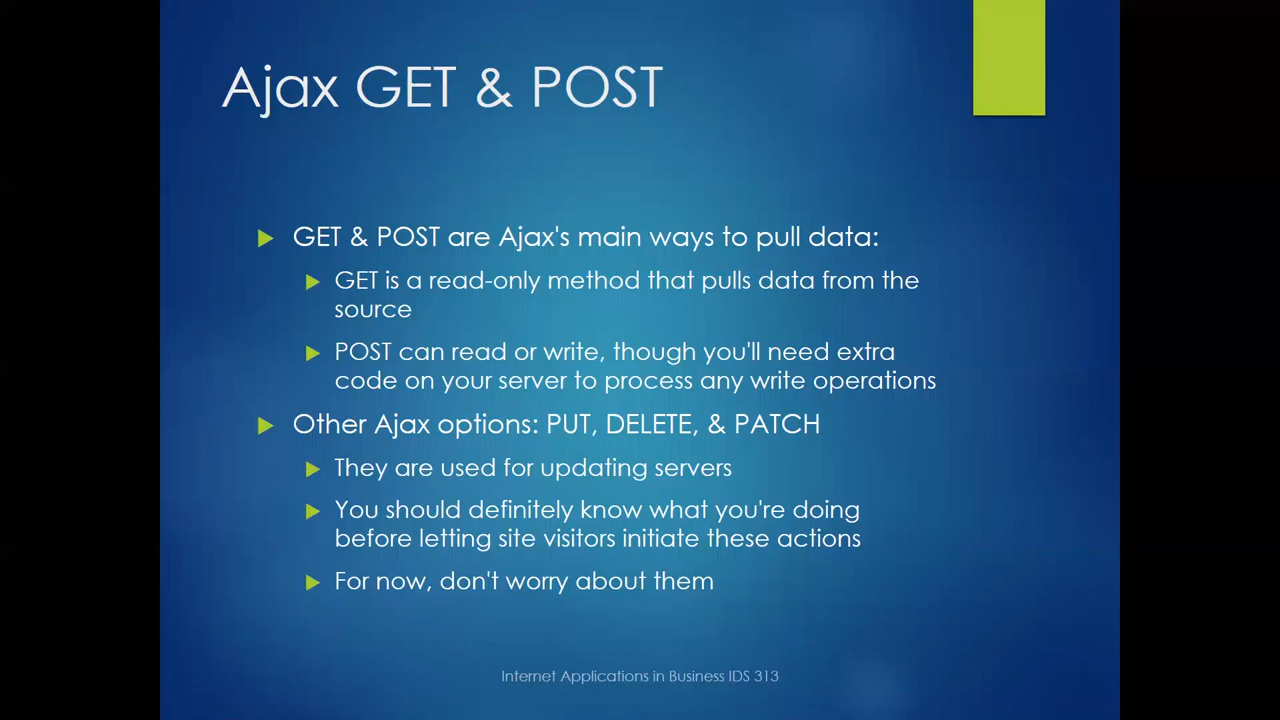 Ajax GET & POST
GET & POST are Ajax's main ways to pull data:
GET is a read-only method that pulls data from the
source
POST can read or write, though you'll need extra
code on your server to process any write operations
Other Ajax options: PUT, DELETE, & PATCH
They are used for updating servers
You should definitely know what you're doing
before letting site visitors initiate these actions
For now, don't worry about them
Internet Applications in Business IDS 313